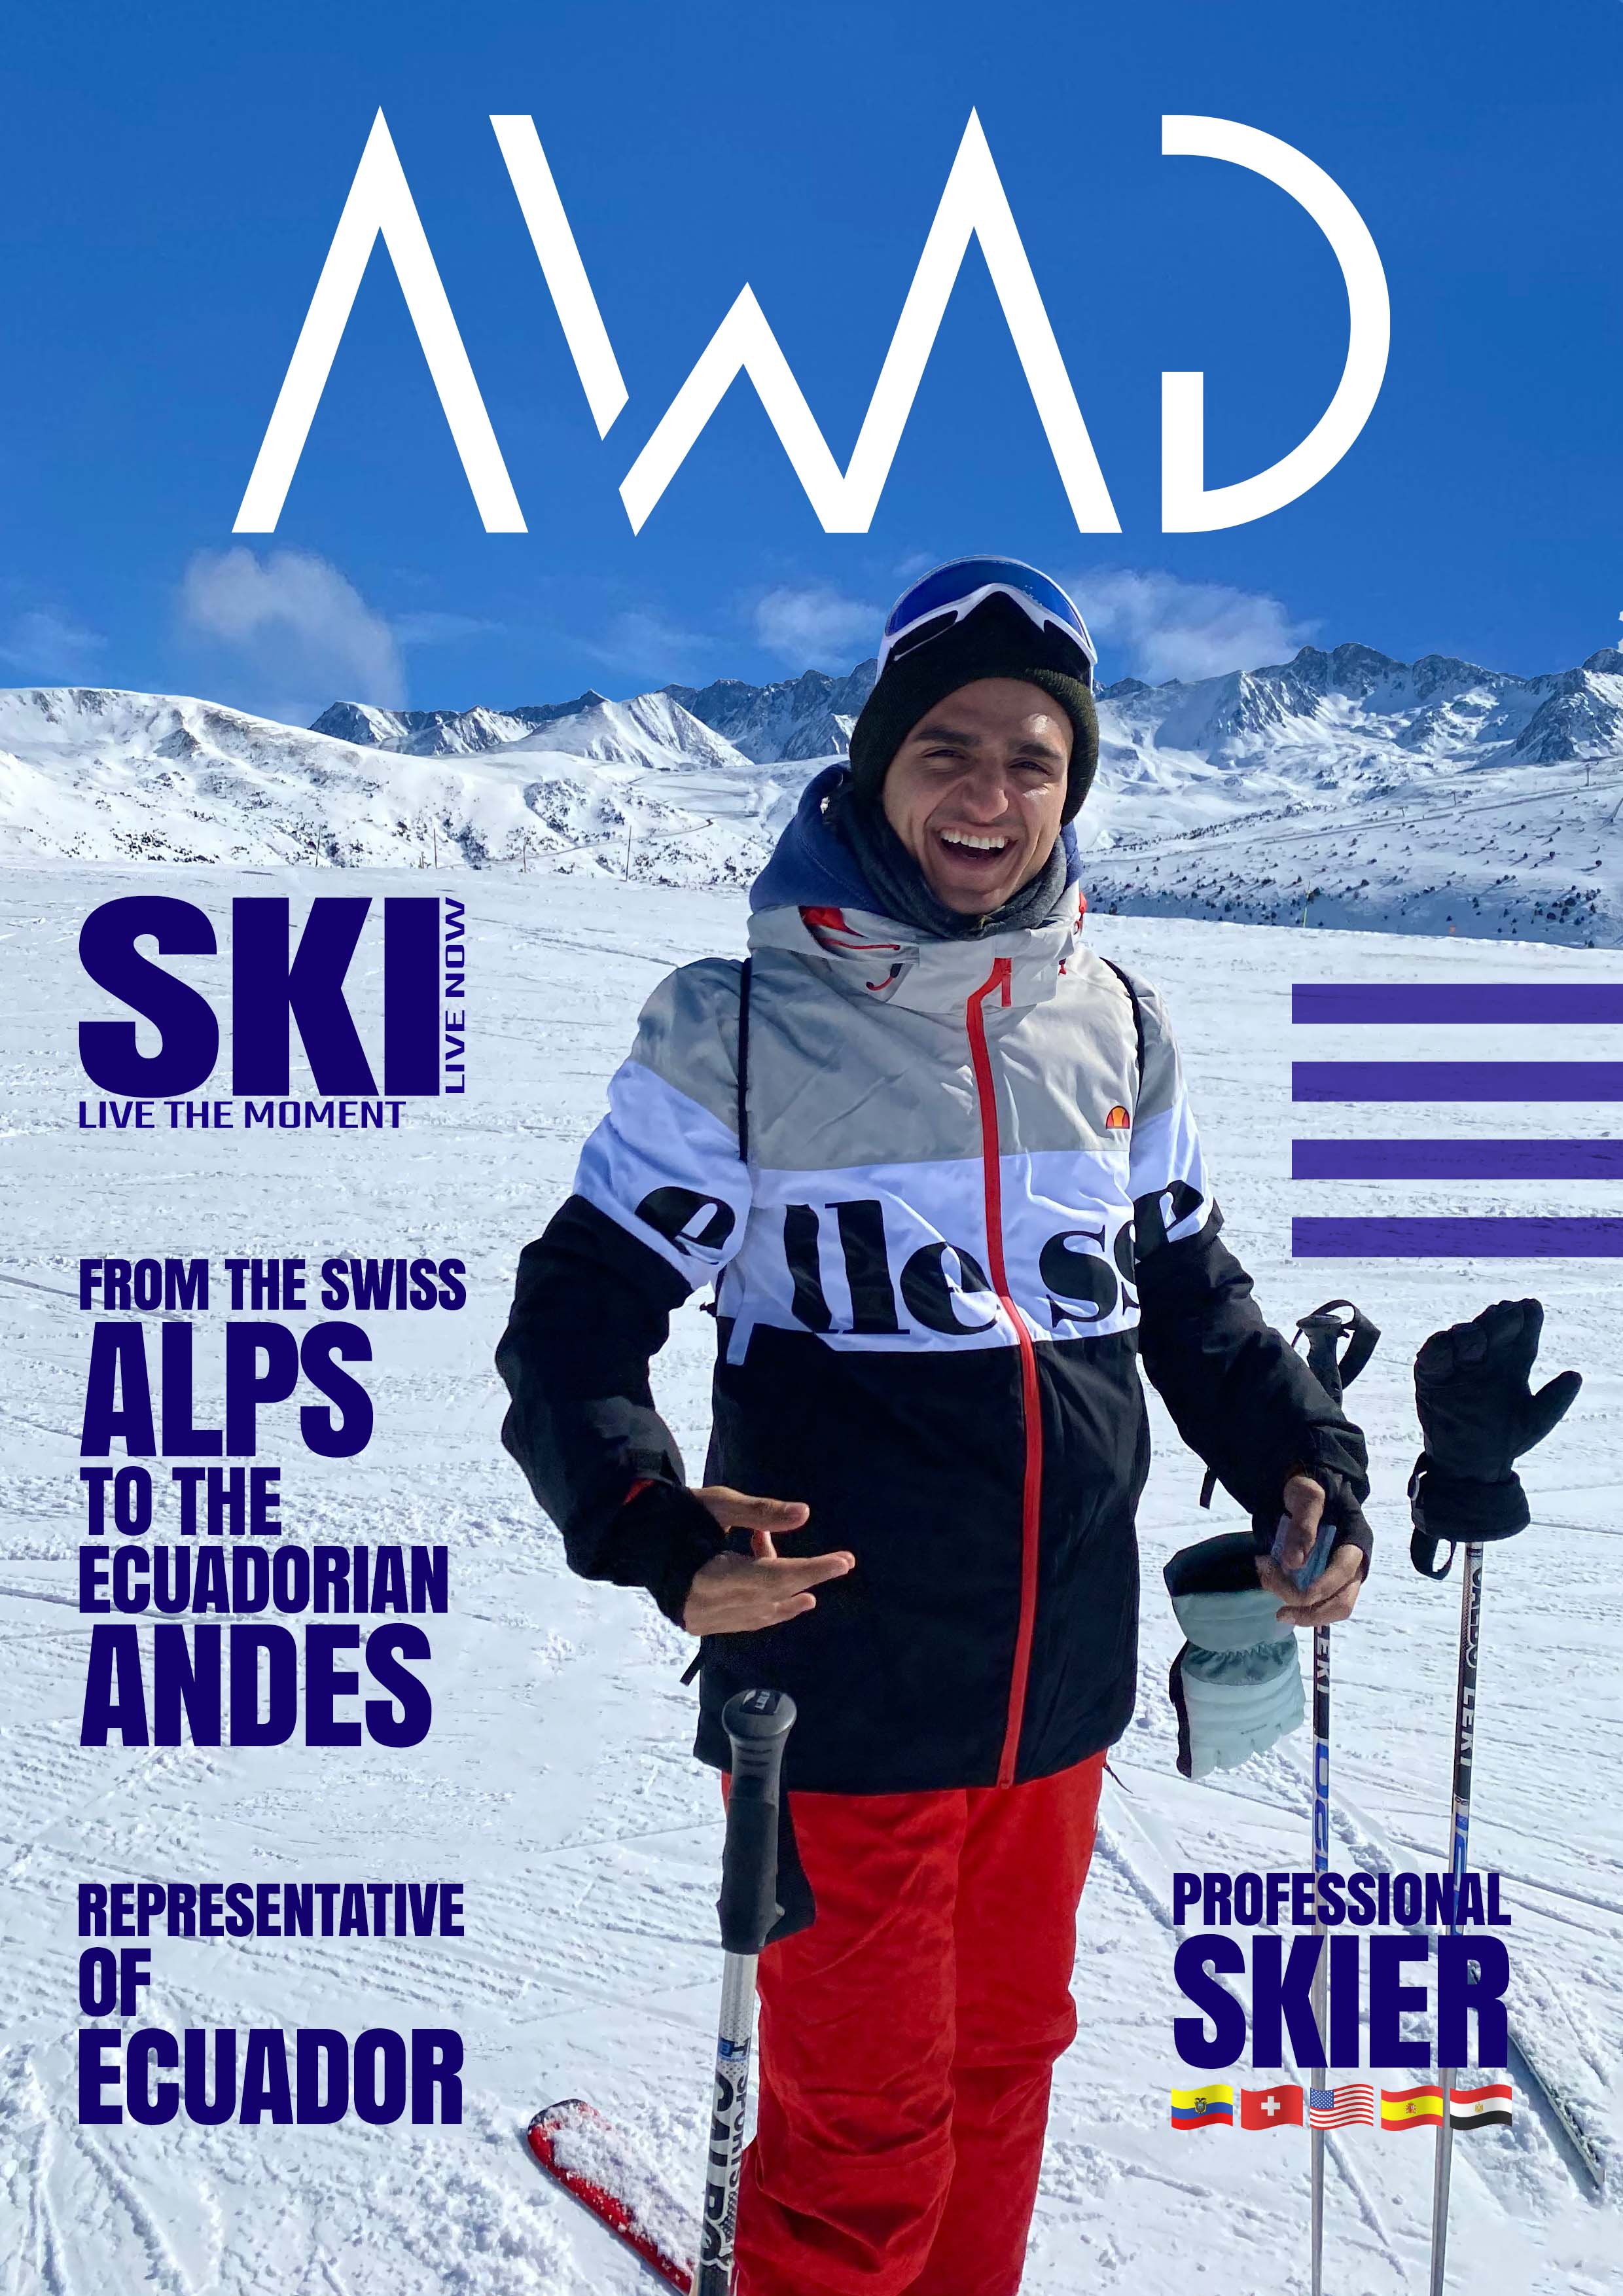 AWAD
SKI
LIVE NOW
LIVE THE MOMENT
FROM THE SWISS
ALPS
TO THE
ECUADORIAN
ANDES
ellesse
REPRESENTATIVE
OF
ECUADOR
PROFESSIONAL
SKIER
LEKI